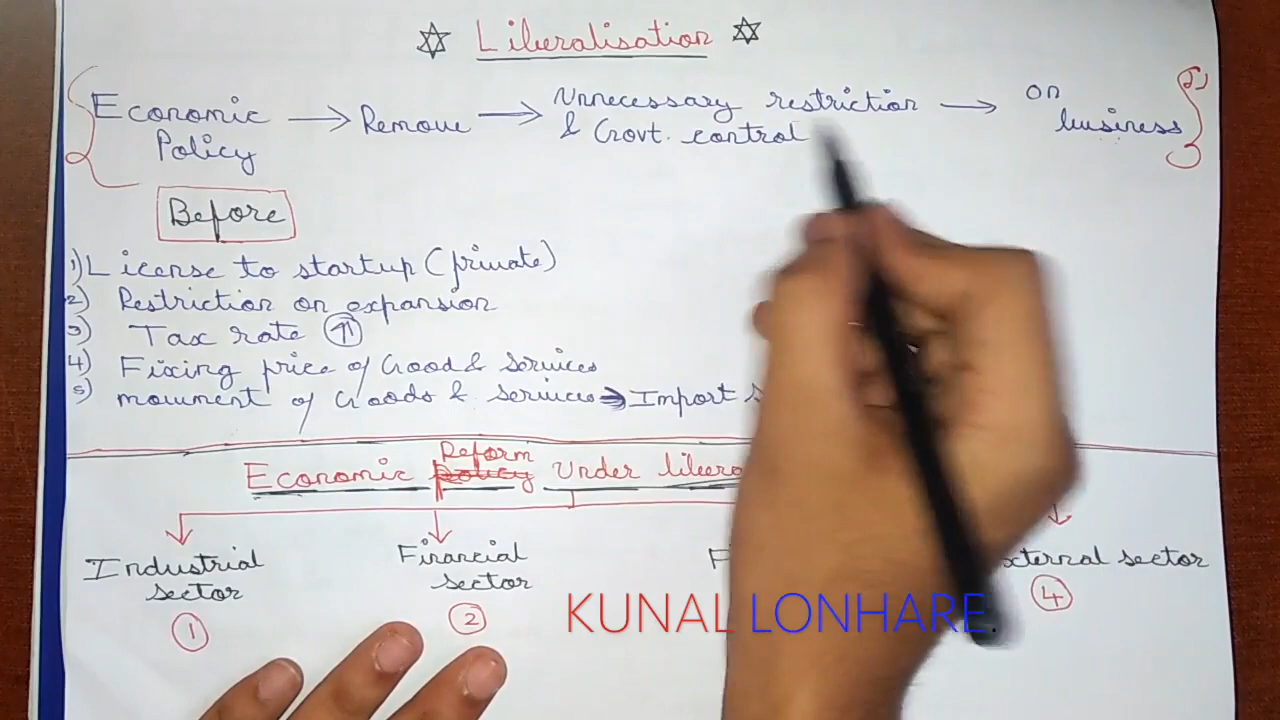 Liberalisation
Economic Policy → Remove → Unnecessary restriction & Govt. control → on business
Before
1) License to startup (private)
2) Restriction on expansion
3) Tax rate ↑
4) Fixing price of Good & Services
5) movment of Goods & services → Import
Economic policy Reform Under
Industrial sector
1
Financial sector
2
external sector
4
KUNAL LONHARE.